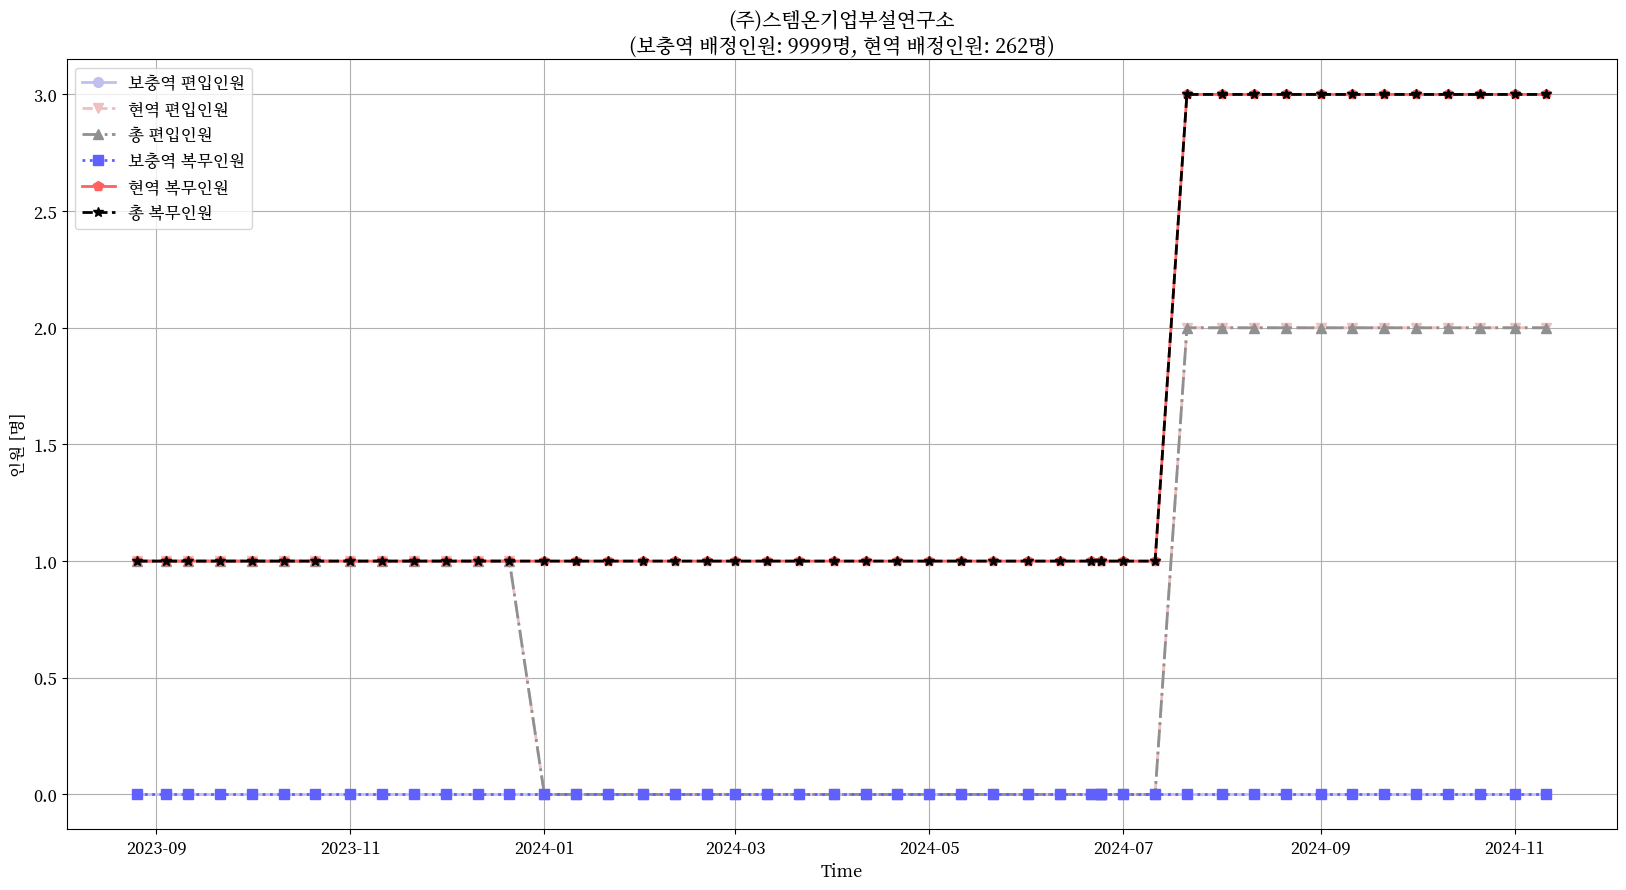 (주)스템온기업부설연구소
(보충역 배정인원: 9999명, 현역 배정인원: 262명)
보충역 편입인원
현역 편입인원
총 편입인원
보충역 복무인원
현역 복무인원
총 복무인원
3.0
2.5
2.0
1.5
1.0
0.5
0.0
인원 [명]
2023-09
2023-11
2024-01
2024-03
2024-05
2024-07
2024-09
2024-11
Time